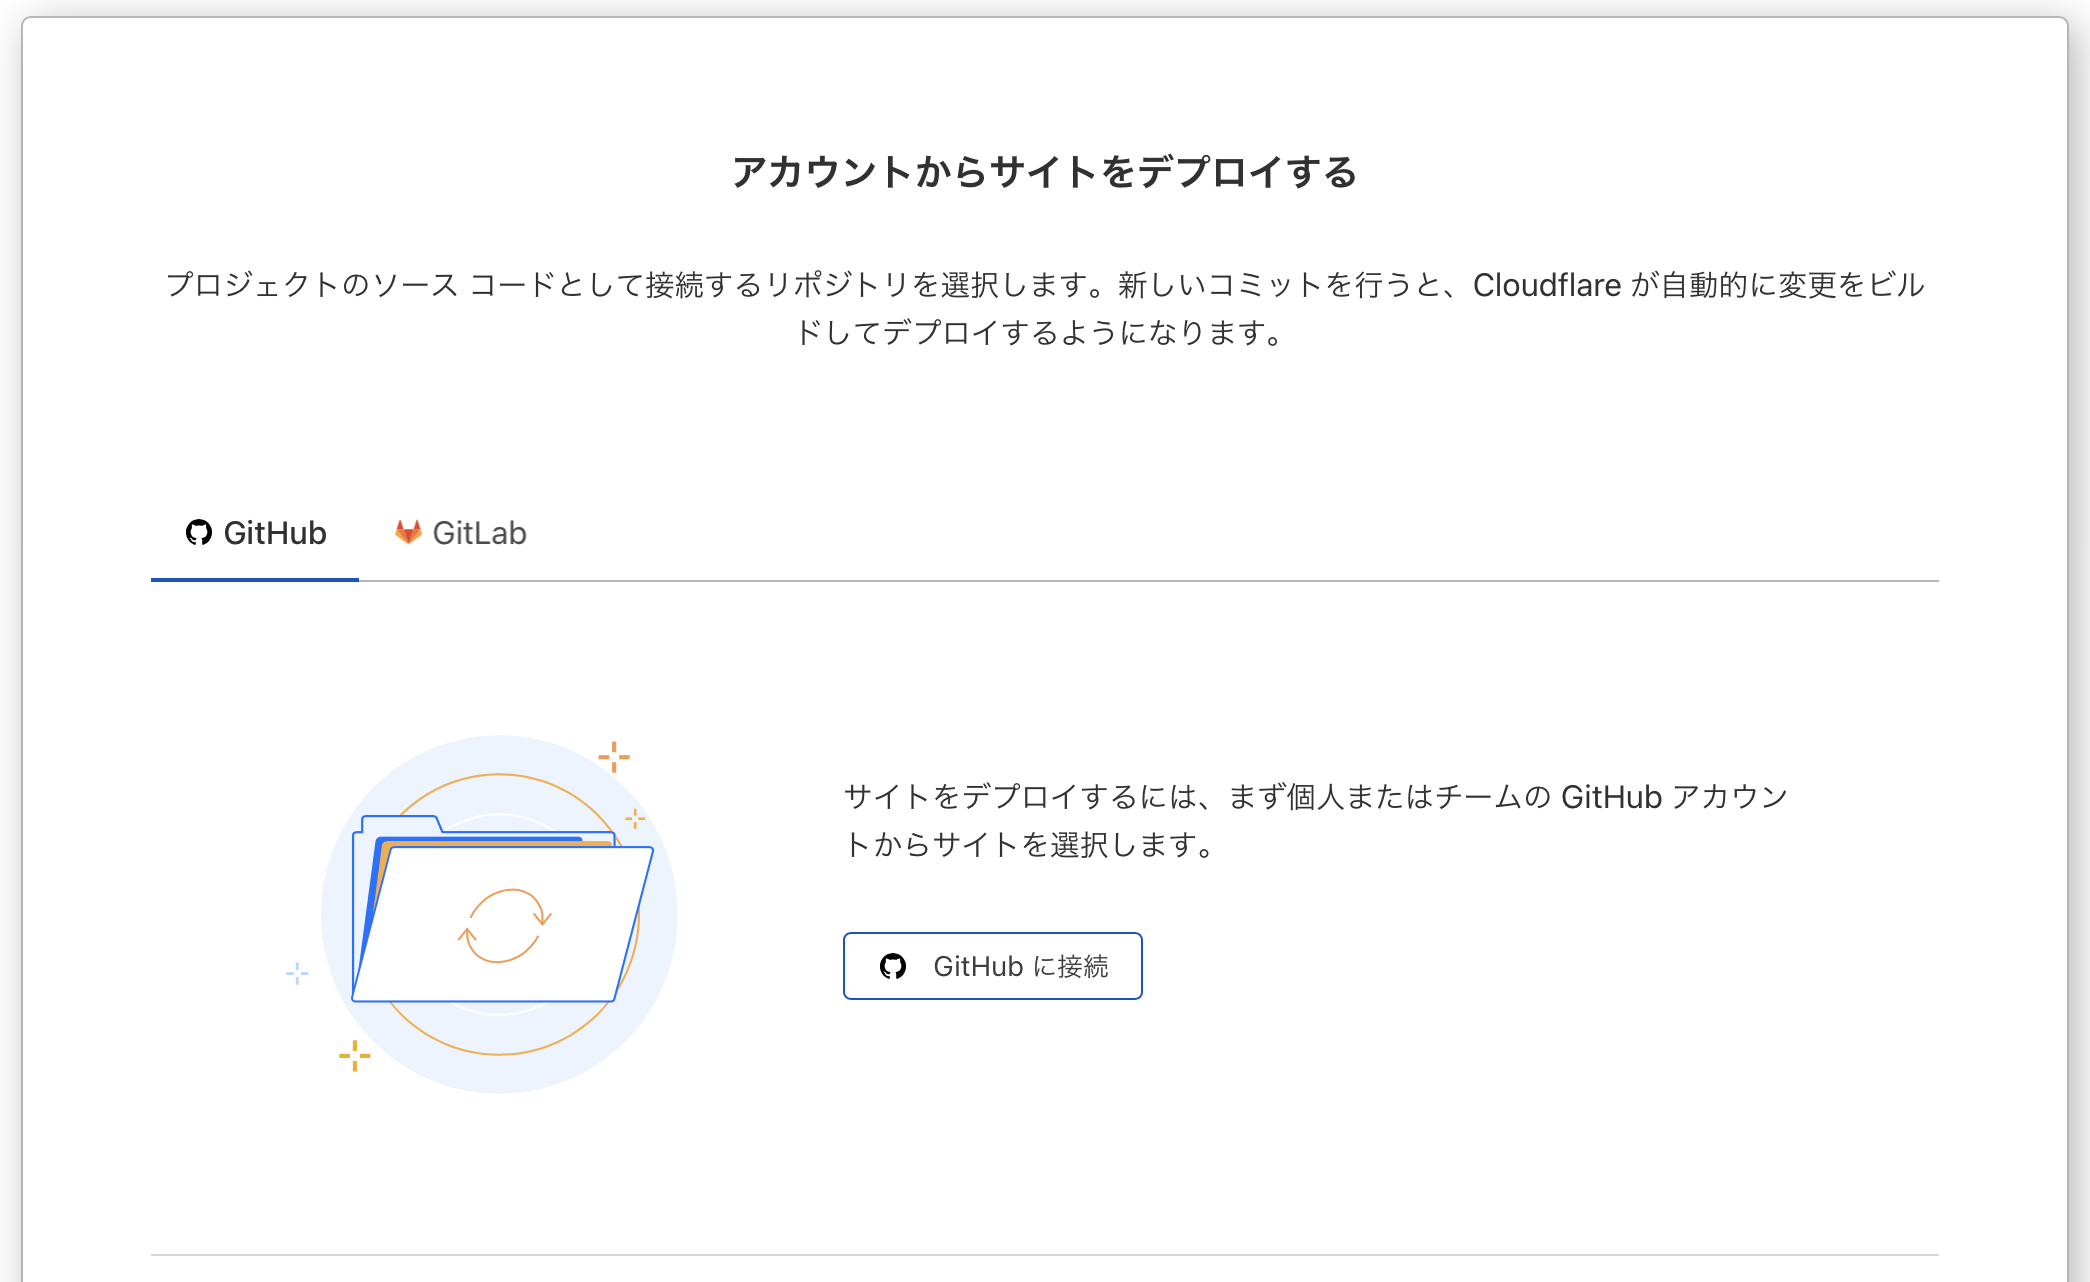 アカウントからサイトをデプロイする
プロジェクトのソース コードとして接続するリポジトリを選択します。新しいコミットを行うと、Cloudflare が自動的に変更をビル
ドしてデプロイするようになります。
GitHub
GitLab
サイトをデプロイするには、まず個人またはチームの GitHub アカウン
トからサイトを選択します。
GitHub に接続